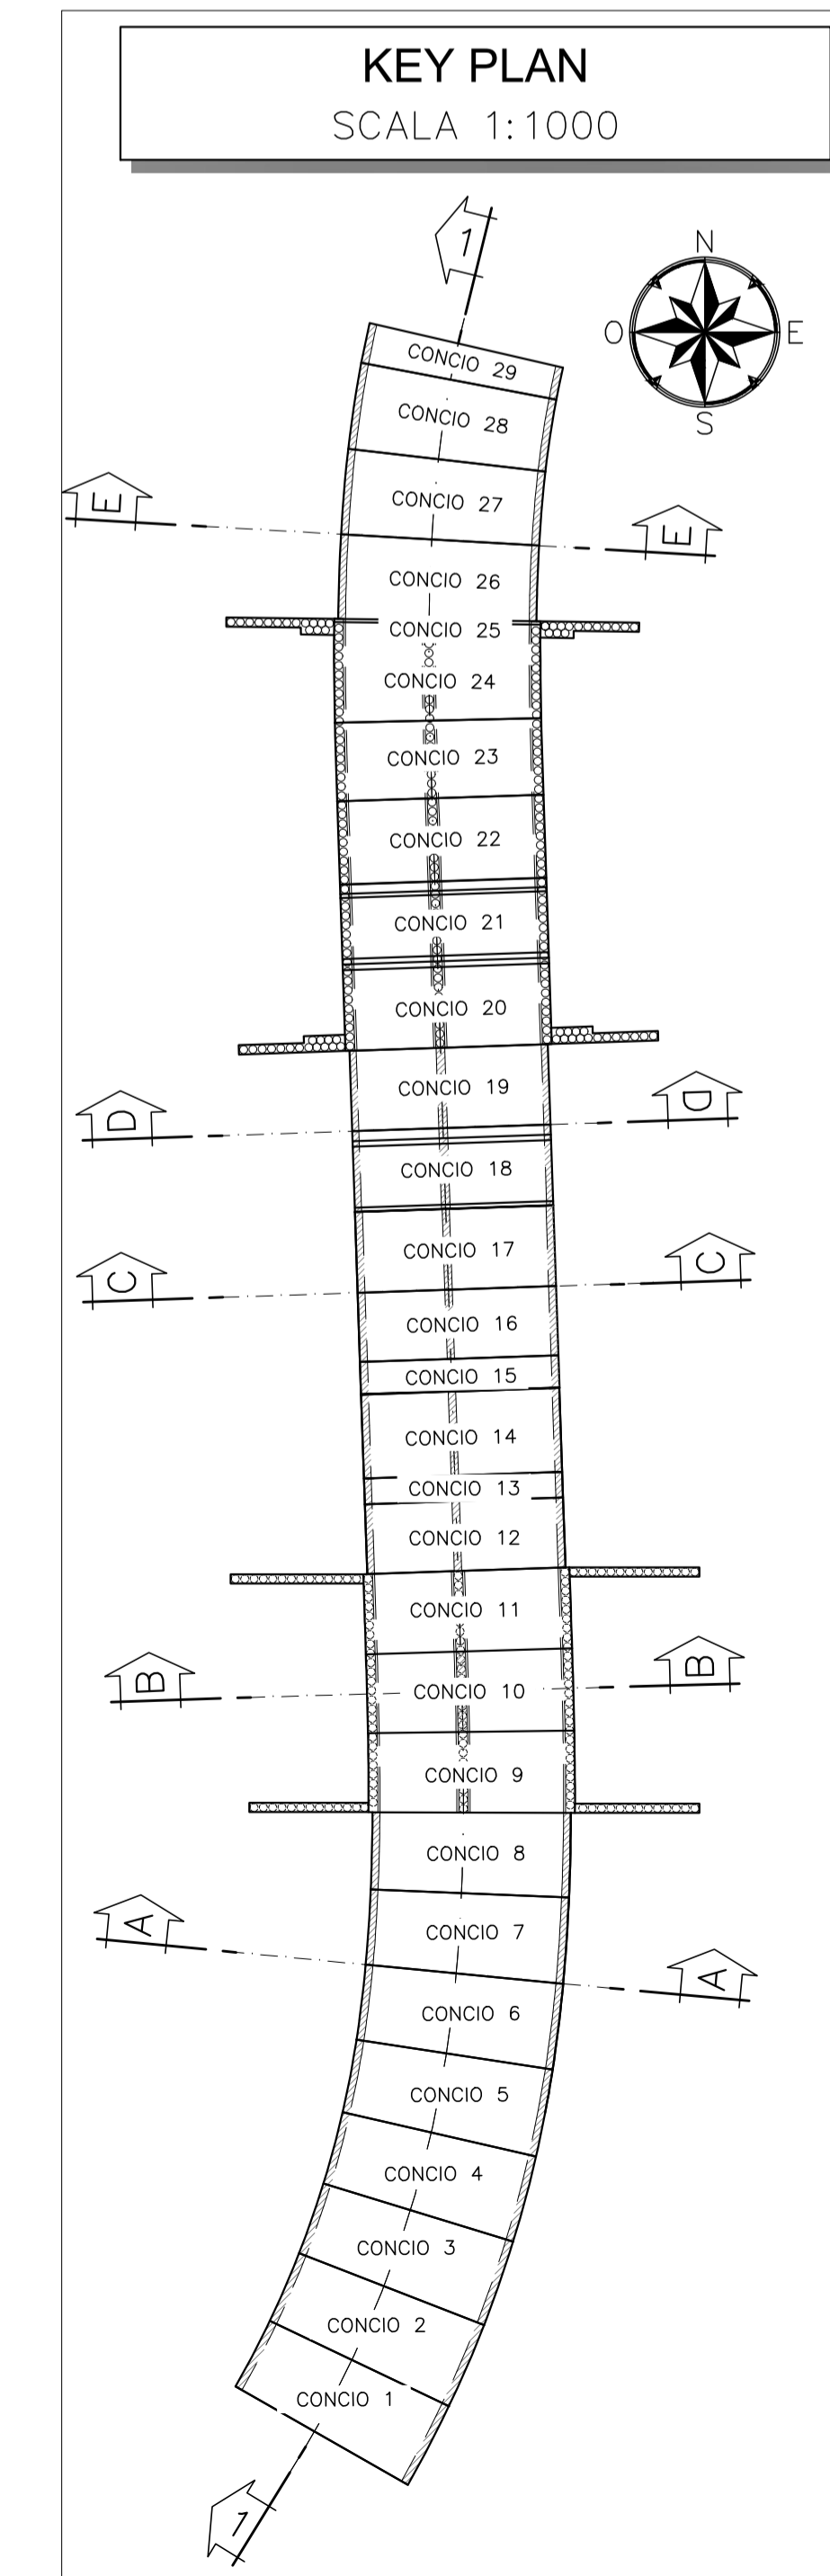 KEY PLAN
SCALA 1:1000
1
N
O E
S
CONCIO 29
CONCIO 28
CONCIO 27
E E
CONCIO 26
CONCIO 25
CONCIO 24
CONCIO 23
CONCIO 22
CONCIO 21
CONCIO 20
CONCIO 19
D D
CONCIO 18
CONCIO 17
C C
CONCIO 16
CONCIO 15
CONCIO 14
CONCIO 13
CONCIO 12
CONCIO 11
B B
CONCIO 10
CONCIO 9
CONCIO 8
CONCIO 7
A A
CONCIO 6
CONCIO 5
CONCIO 4
CONCIO 3
CONCIO 2
CONCIO 1
1